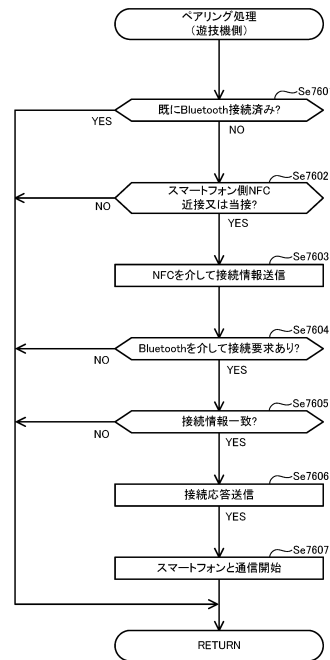 ペアリング処理
(遊技機側)
Se760
既にBluetooth接続済み?
YES
NO
Se7602
スマートフォン側NFC
近接又は当接?
NO
YES
Se7603
NFCを介して接続情報送信
Se7604
Bluetoothを介して接続要求あり?
NO
YES
Se7605
接続情報一致?
NO
YES
Se7606
接続応答送信
YES
Se7607
スマートフォンと通信開始
RETURN